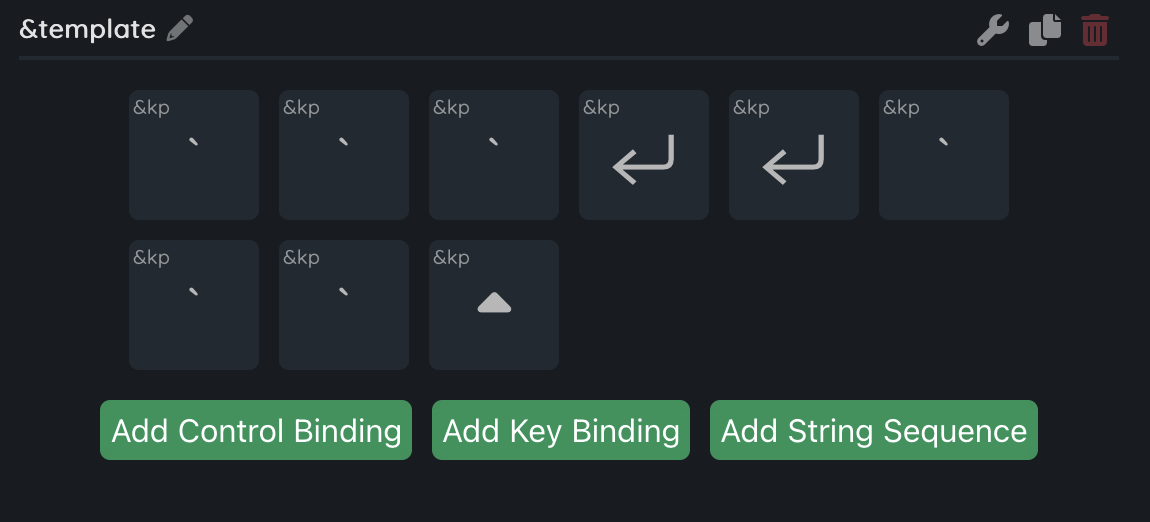 &template
&kp &kp &kp &kp &kp &kp
` ` ` `
&kp &kp &kp
` `
Add Control Binding Add Key Binding Add String Sequence